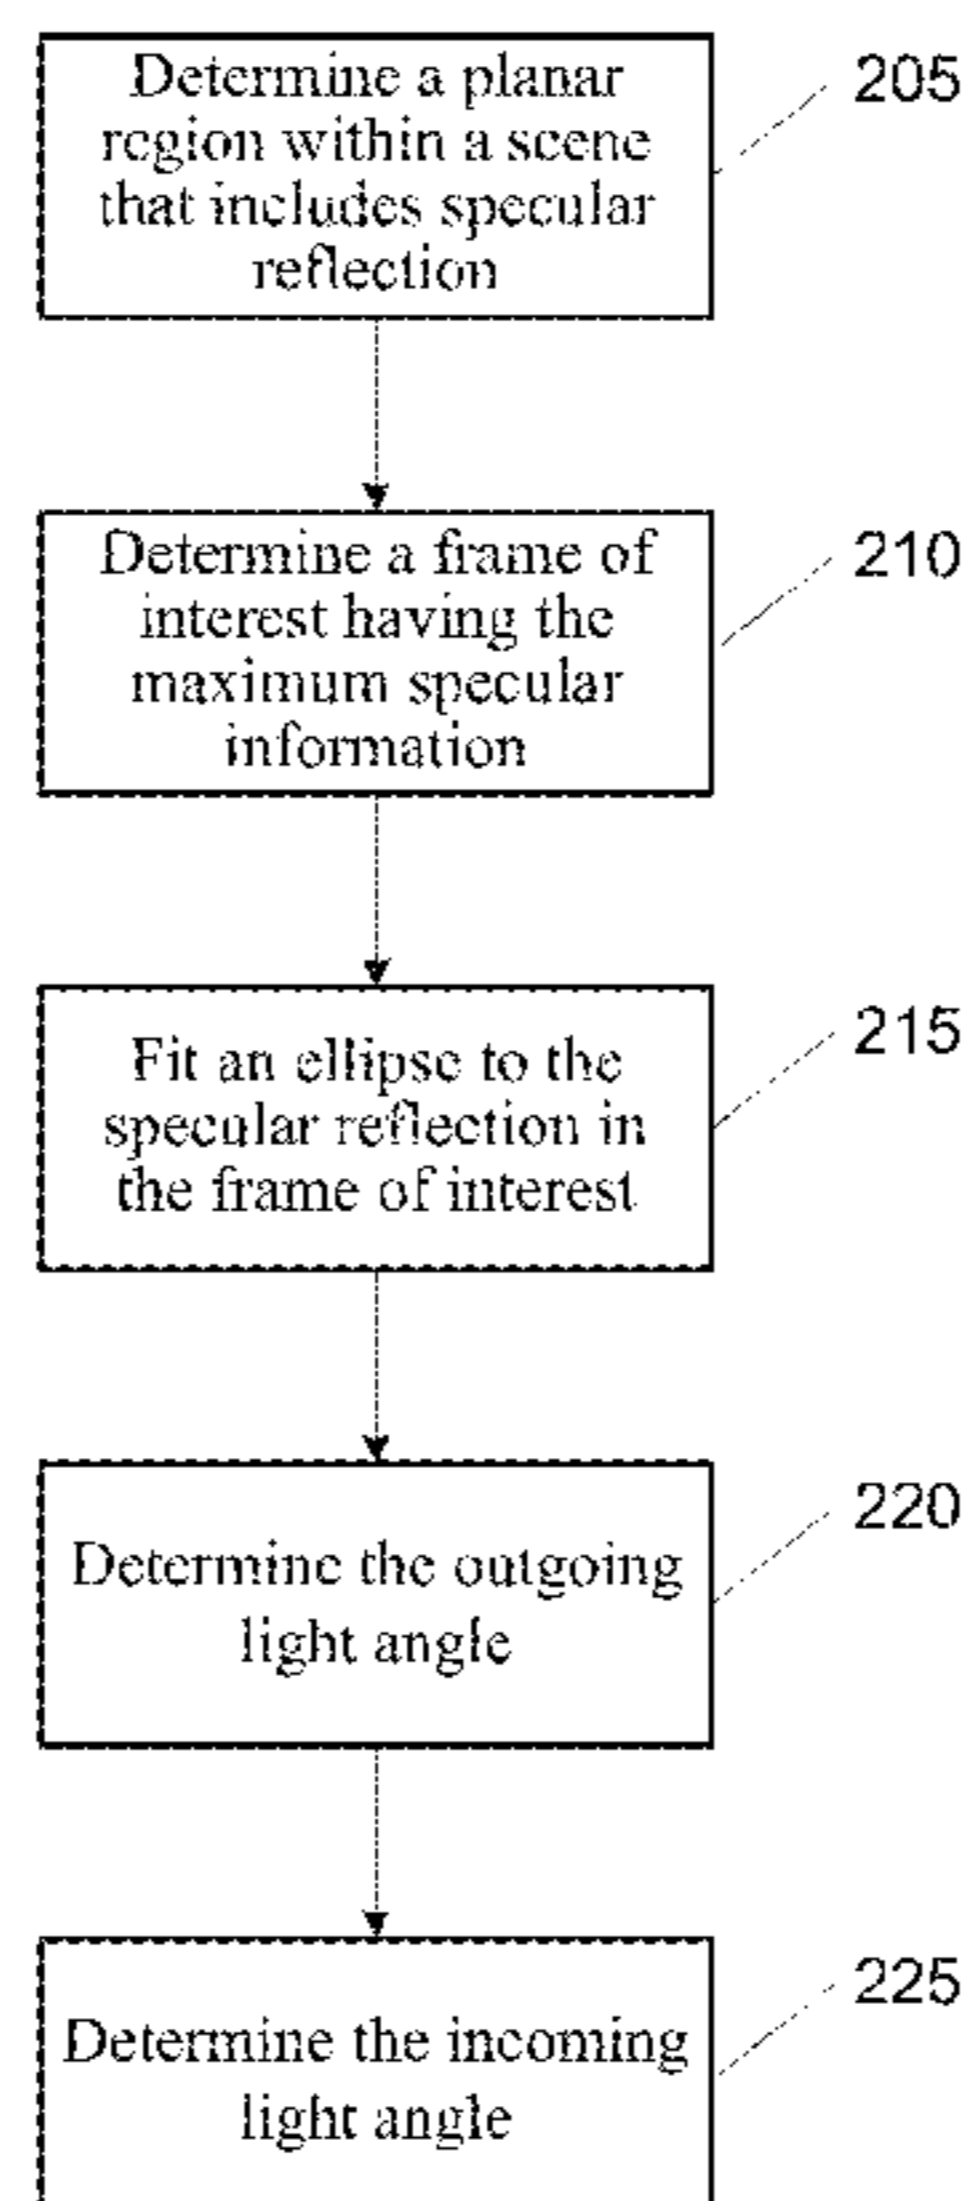 Determine a planar
region within a scene
that includes specular
reflection
205
Determine a frame of
interest having the
maximum specular
information
210
Fit an ellipse to the
specular reflection in
the frame of interest
215
Determine the outgoing
light angle
220
Determine the incoming
light angle
225